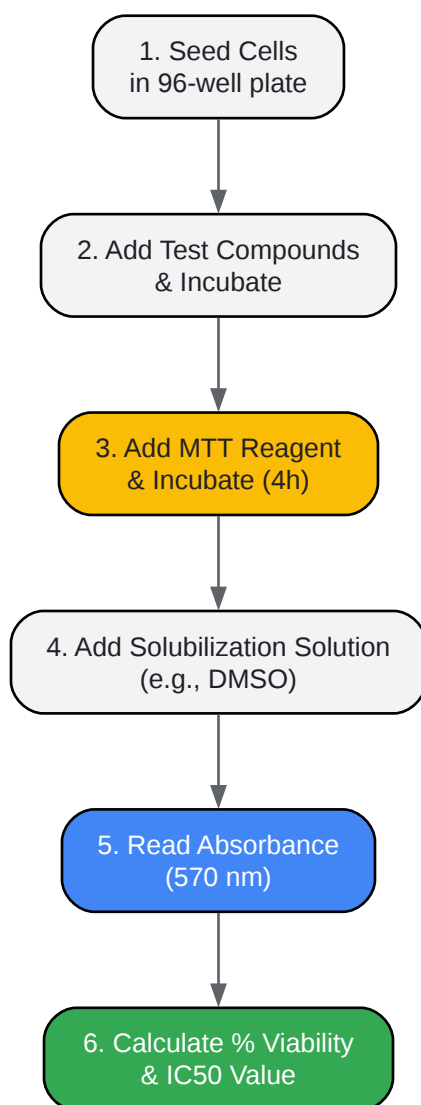 1. Seed Cells
in 96-well plate
2. Add Test Compounds
& Incubate
3. Add MTT Reagent
& Incubate (4h)
4. Add Solubilization Solution
(e.g., DMSO)
5. Read Absorbance
(570 nm)
6. Calculate % Viability
& IC50 Value